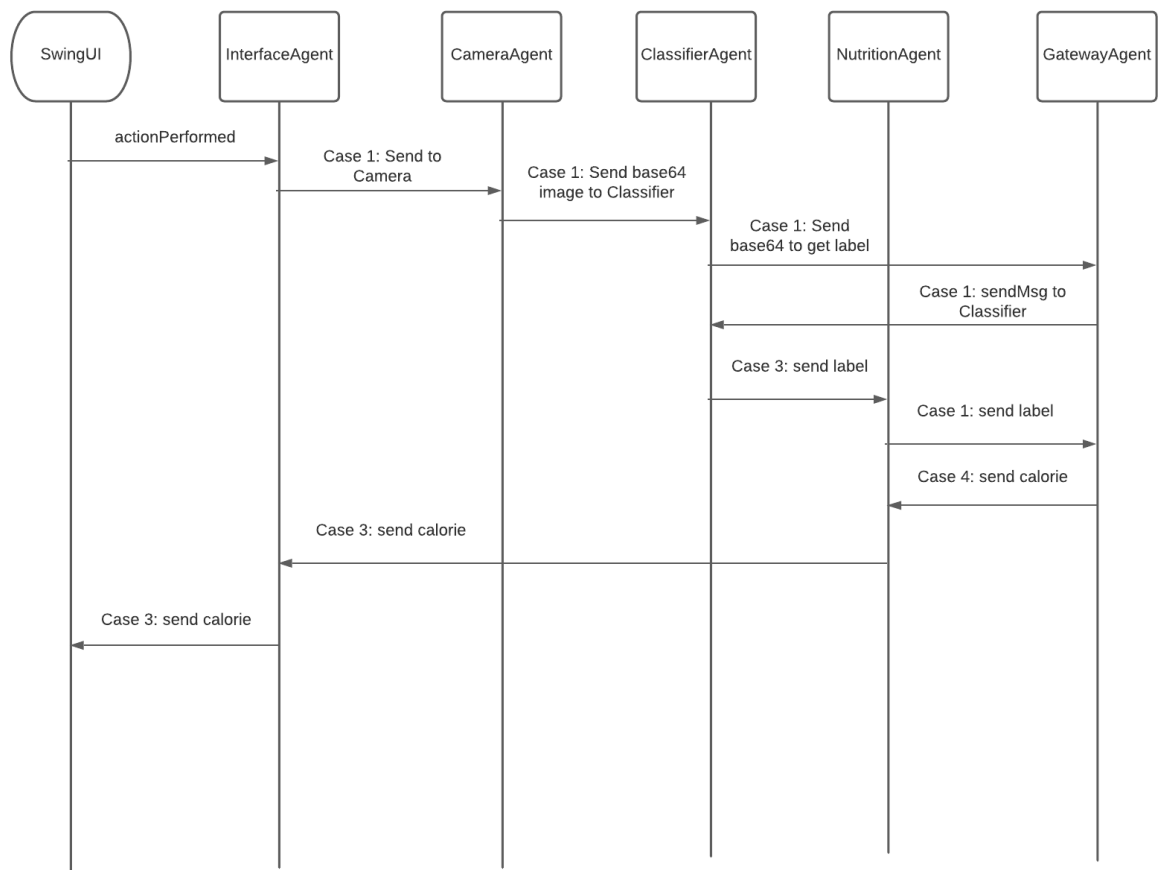 SwingUI
InterfaceAgent
CameraAgent
ClassifierAgent
NutritionAgent
GatewayAgent
actionPerformed
Case 1: Send to
Camera
Case 1: Send base64
image to Classifier
Case 1: Send
base64 to get label
Case 1: sendMsg to
Classifier
Case 3: send label
Case 1: send label
Case 4: send calorie
Case 3: send calorie
Case 3: send calorie